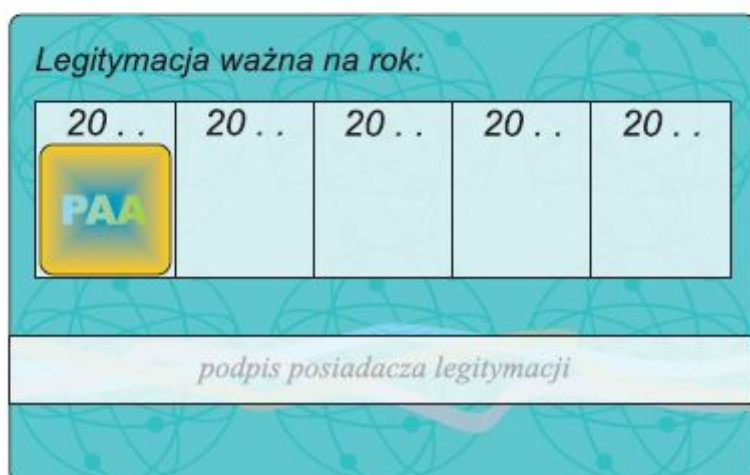 Legitymacja ważna na rok:
20 . . 20 . . 20 . . 20 . . 20 . .
PAA
podpis posiadacza legitymacji